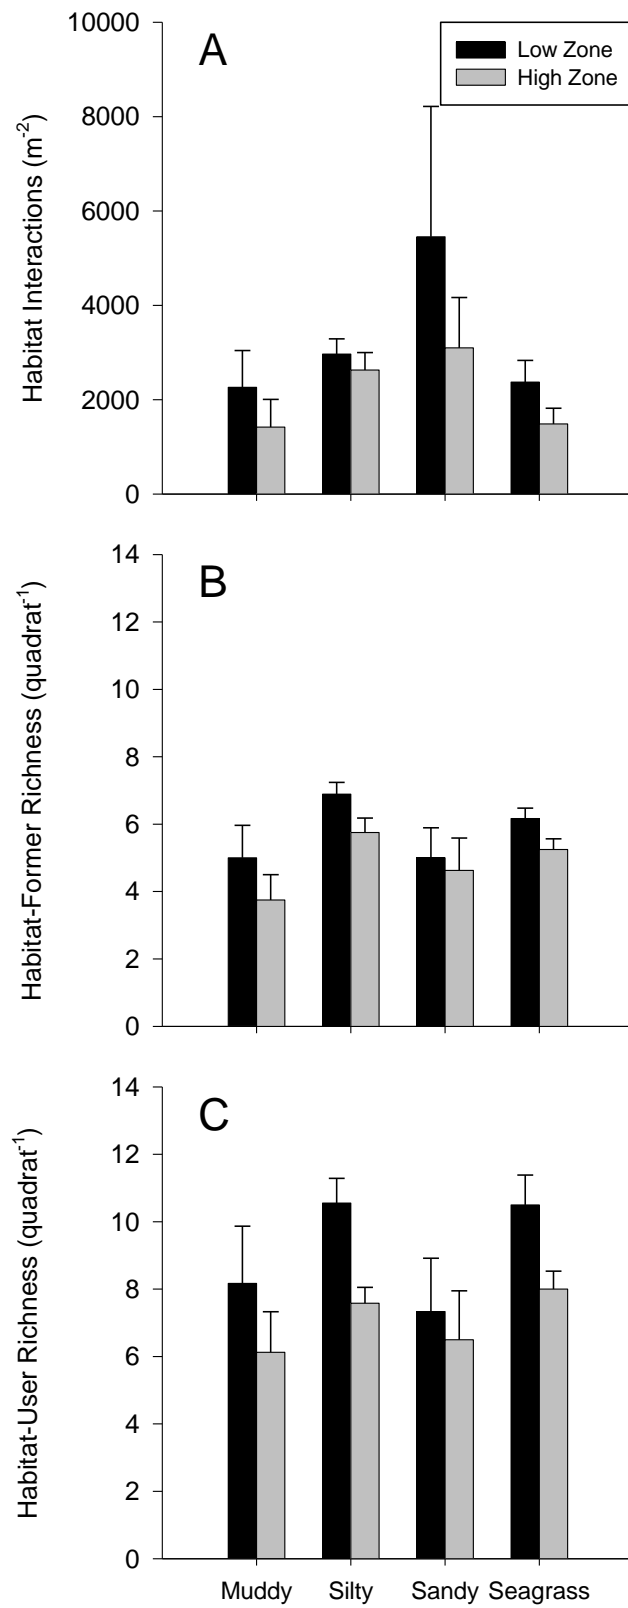 A
Low Zone
High Zone
Habitat Interactions (m-2)
10000
8000
6000
4000
2000
0
B
Habitat-Former Richness (quadrat-1)
14
12
10
8
6
4
2
0
C
Habitat-User Richness (quadrat-1)
14
12
10
8
6
4
2
0
Muddy Silty Sandy Seagrass